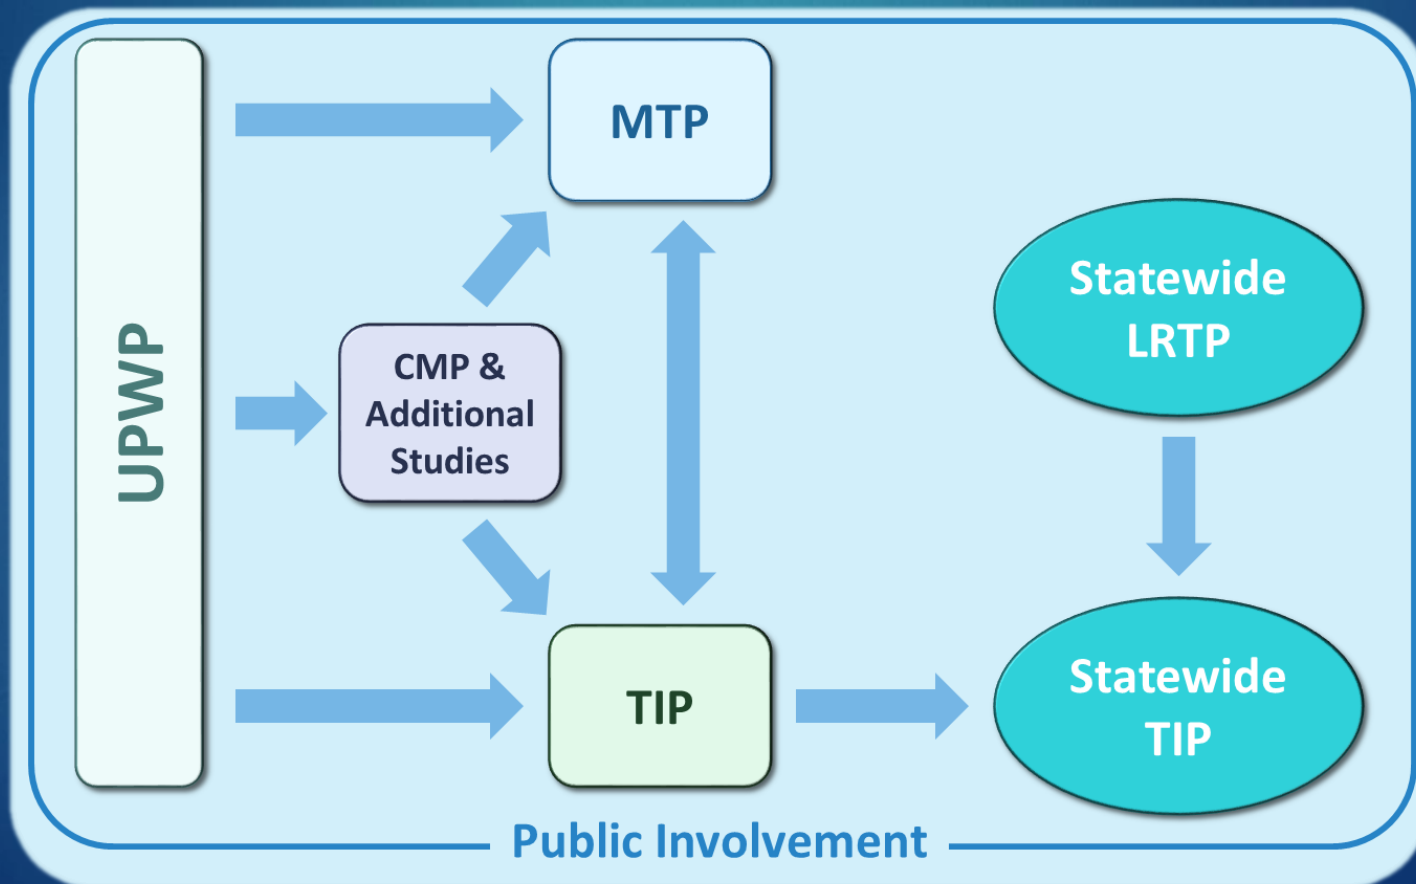 UPWP
MTP
CMP &
Additional
Studies
TIP
Statewide
LRTP
Statewide
TIP
Public Involvement